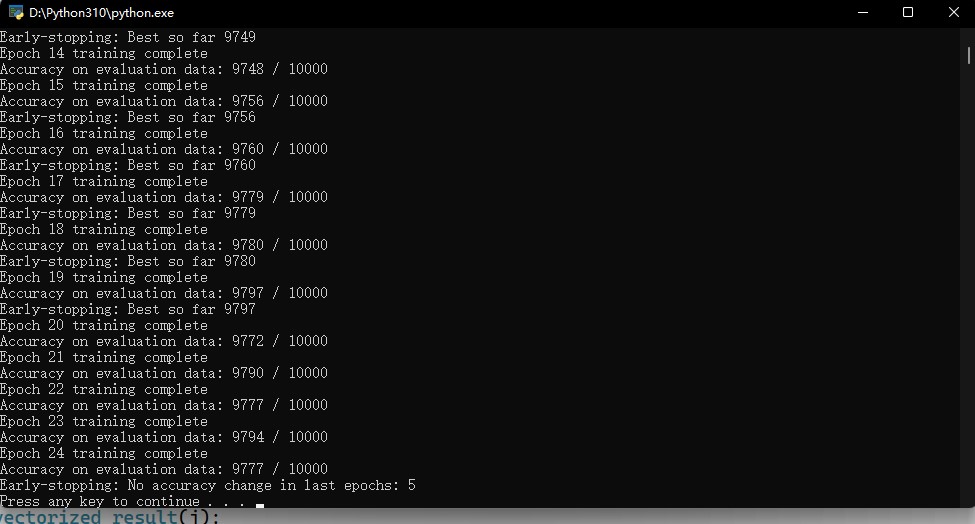 D:\Python310\python.exe
Early-stopping: Best so far 9749
Epoch 14 training complete
Accuracy on evaluation data: 9748 / 10000
Epoch 15 training complete
Accuracy on evaluation data: 9756 / 10000
Early-stopping: Best so far 9756
Epoch 16 training complete
Accuracy on evaluation data: 9760 / 10000
Early-stopping: Best so far 9760
Epoch 17 training complete
Accuracy on evaluation data: 9779 / 10000
Early-stopping: Best so far 9779
Epoch 18 training complete
Accuracy on evaluation data: 9780 / 10000
Early-stopping: Best so far 9780
Epoch 19 training complete
Accuracy on evaluation data: 9797 / 10000
Early-stopping: Best so far 9797
Epoch 20 training complete
Accuracy on evaluation data: 9772 / 10000
Epoch 21 training complete
Accuracy on evaluation data: 9790 / 10000
Epoch 22 training complete
Accuracy on evaluation data: 9777 / 10000
Epoch 23 training complete
Accuracy on evaluation data: 9794 / 10000
Epoch 24 training complete
Accuracy on evaluation data: 9777 / 10000
Early-stopping: No accuracy change in last epochs: 5
Press any key to continue . . .
vectorized_result(j):